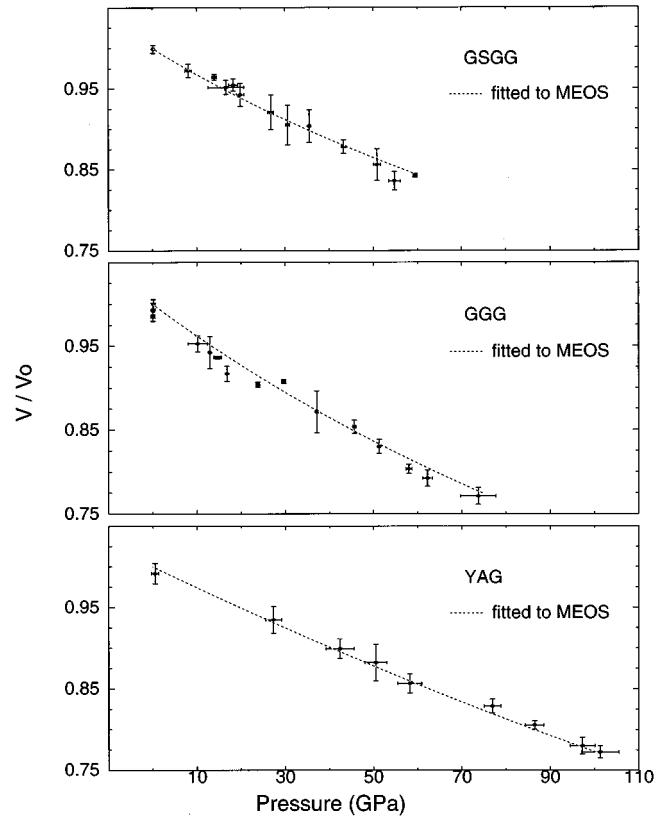 GSGG
fitted to MEOS
0.95
0.85
0.75
GGG
fitted to MEOS
0.95
0.85
0.75
V / Vo
YAG
fitted to MEOS
0.95
0.85
0.75
10 30 50 70 90 110
Pressure (GPa)